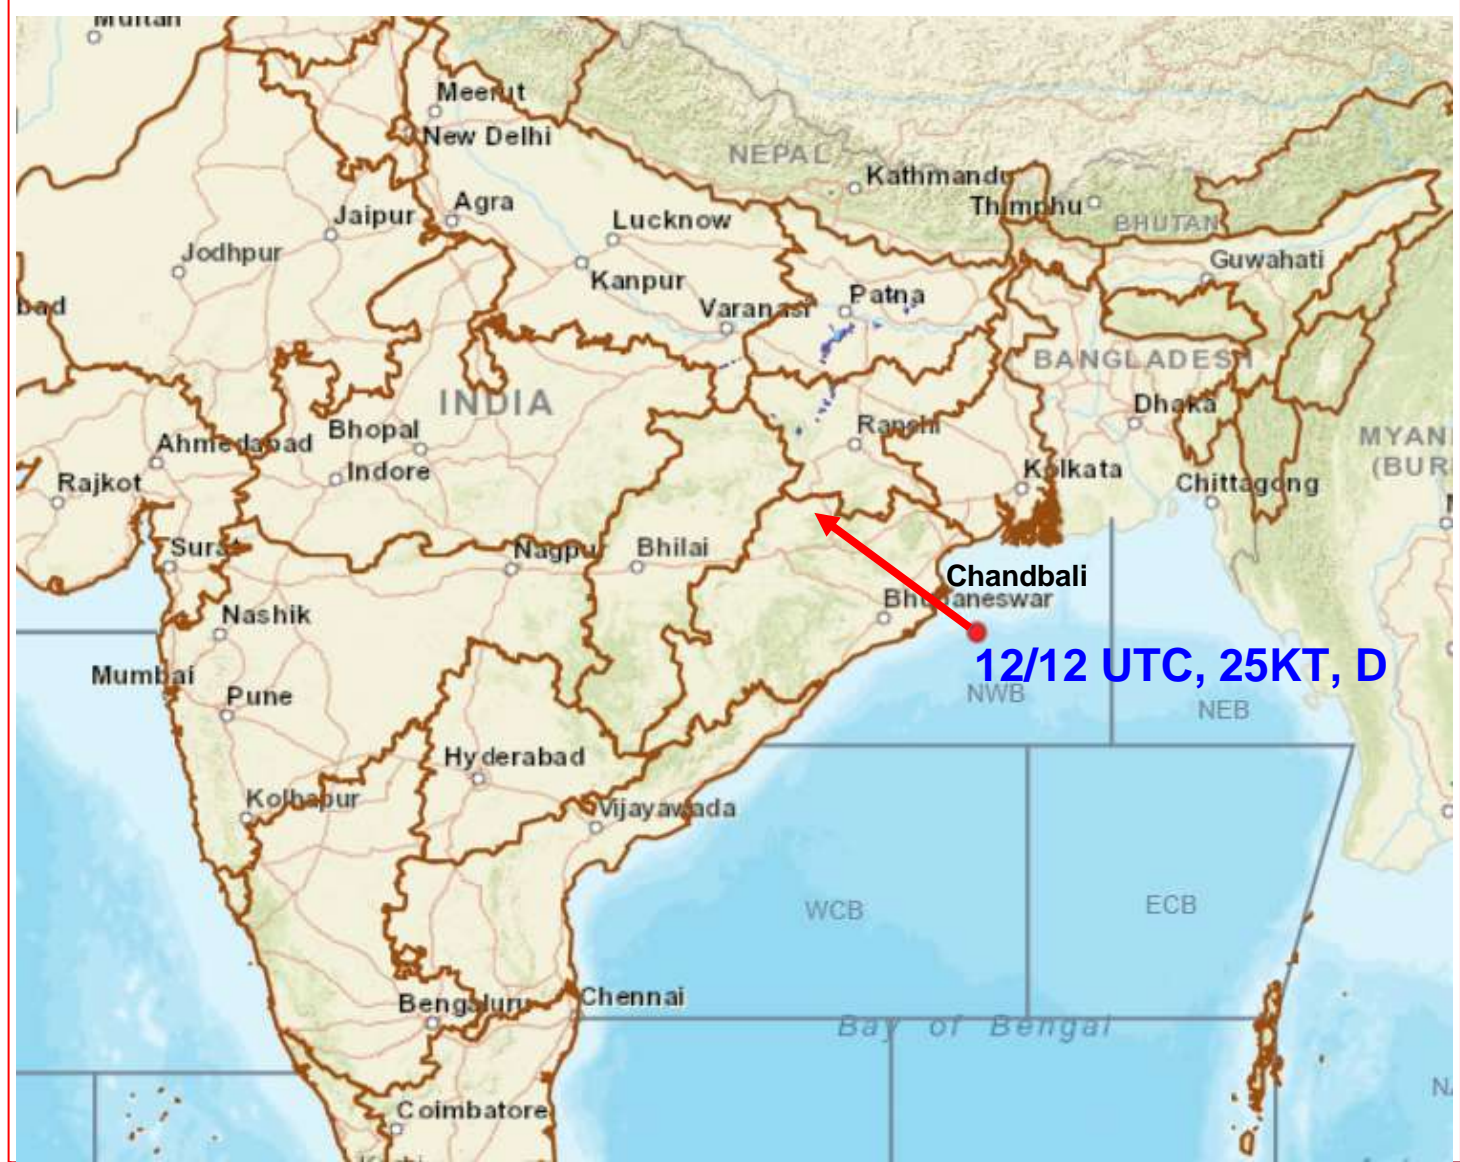 Multan
Meerut
New Delhi
NEPAL
Kathmandu
Agra
Lucknow
Thimphu
BHUTAN
Jaipur
Jodhpur
Kanpur
Guwahati
Patna
Varanasi
bad
BANGLADESH
INDIA
Dhaka
Ahmedabad
Bhopal
Ranchi
MYAN
(BUR
Indore
Kolkata
Rajkot
Chittagong
Surat
Nagpur
Bhilai
Chandbali
Bhubaneswar
Nashik
12/12 UTC, 25KT, D
Mumbai
Pune
NWB
NEB
Hyderabad
Kolhapur
Vijayawada
WCB
ECB
Bengaluru
Chennai
Bay of Bengal
Coimbatore